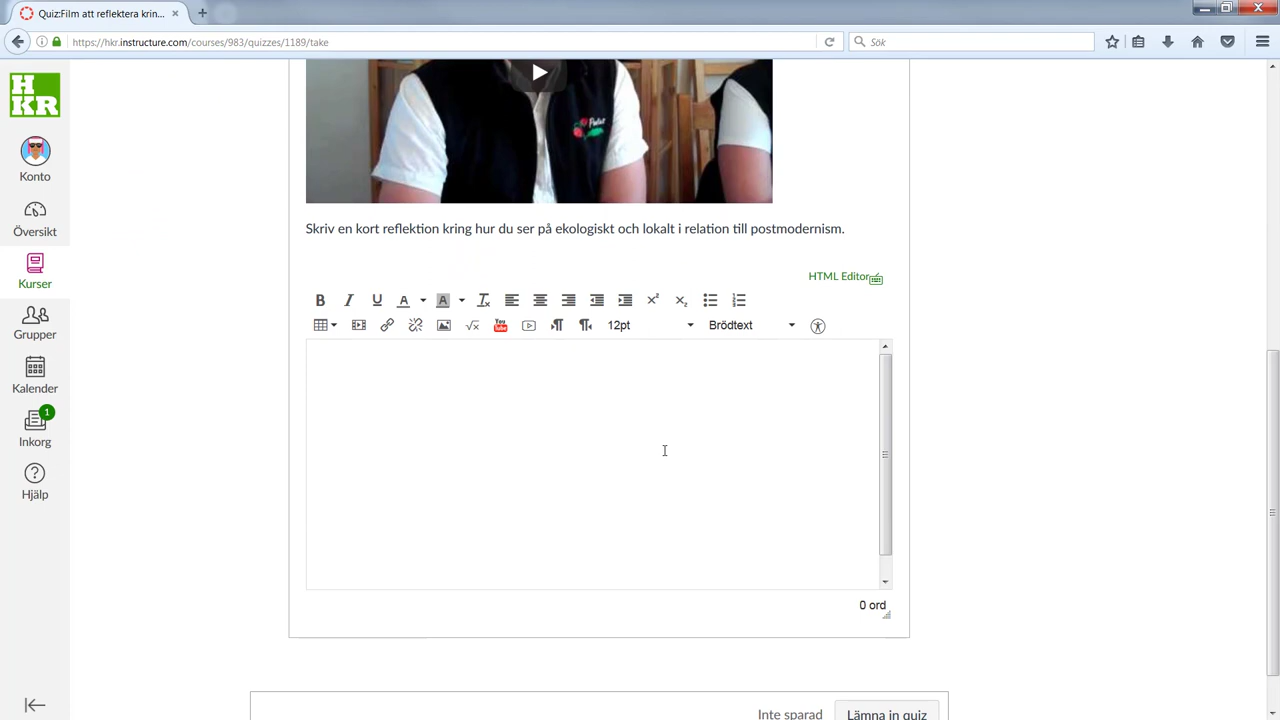 Quiz:Film att reflektera krin...
https://hkr.instructure.com/courses/983/quizzes/1189/take
Sök
H
KR
Konto
Översikt
Kurser
Grupper
Kalender
1
Inkorg
Hjälp
Skriv en kort reflektion kring hur du ser på ekologiskt och lokalt i relation till postmodernism.
HTML Editor
12pt
Brödtext
0 ord
Inte sparad
Lämna in quiz